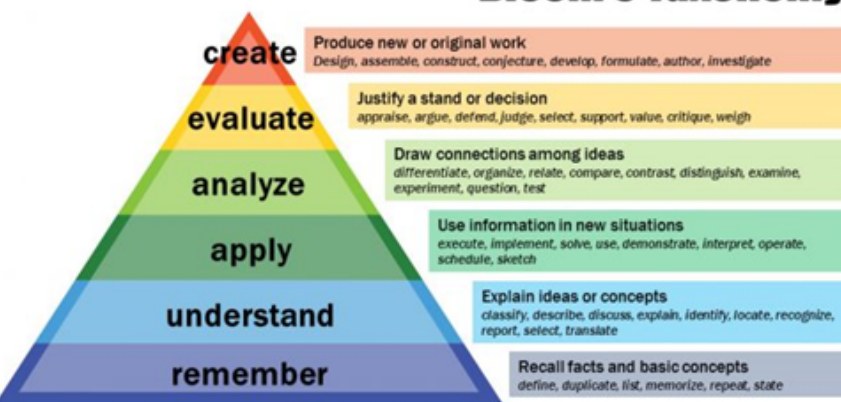 create
Produce new or original work
Design, assemble, construct, conjecture, develop, formulate, author, investigate
evaluate
Justify a stand or decision
appraise, argue, defend, judge, select, support, value, critique, weigh
analyze
Draw connections among ideas
differentiate, organize, relate, compare, contrast, distinguish, examine,
experiment, question, test
apply
Use information in new situations
execute, implement, solve, use, demonstrate, interpret, operate,
schedule, sketch
understand
Explain ideas or concepts
classify, describe, discuss, explain, identify, locate, recognize,
report, select, translate
remember
Recall facts and basic concepts
define, duplicate, list, memorize, repeat, state